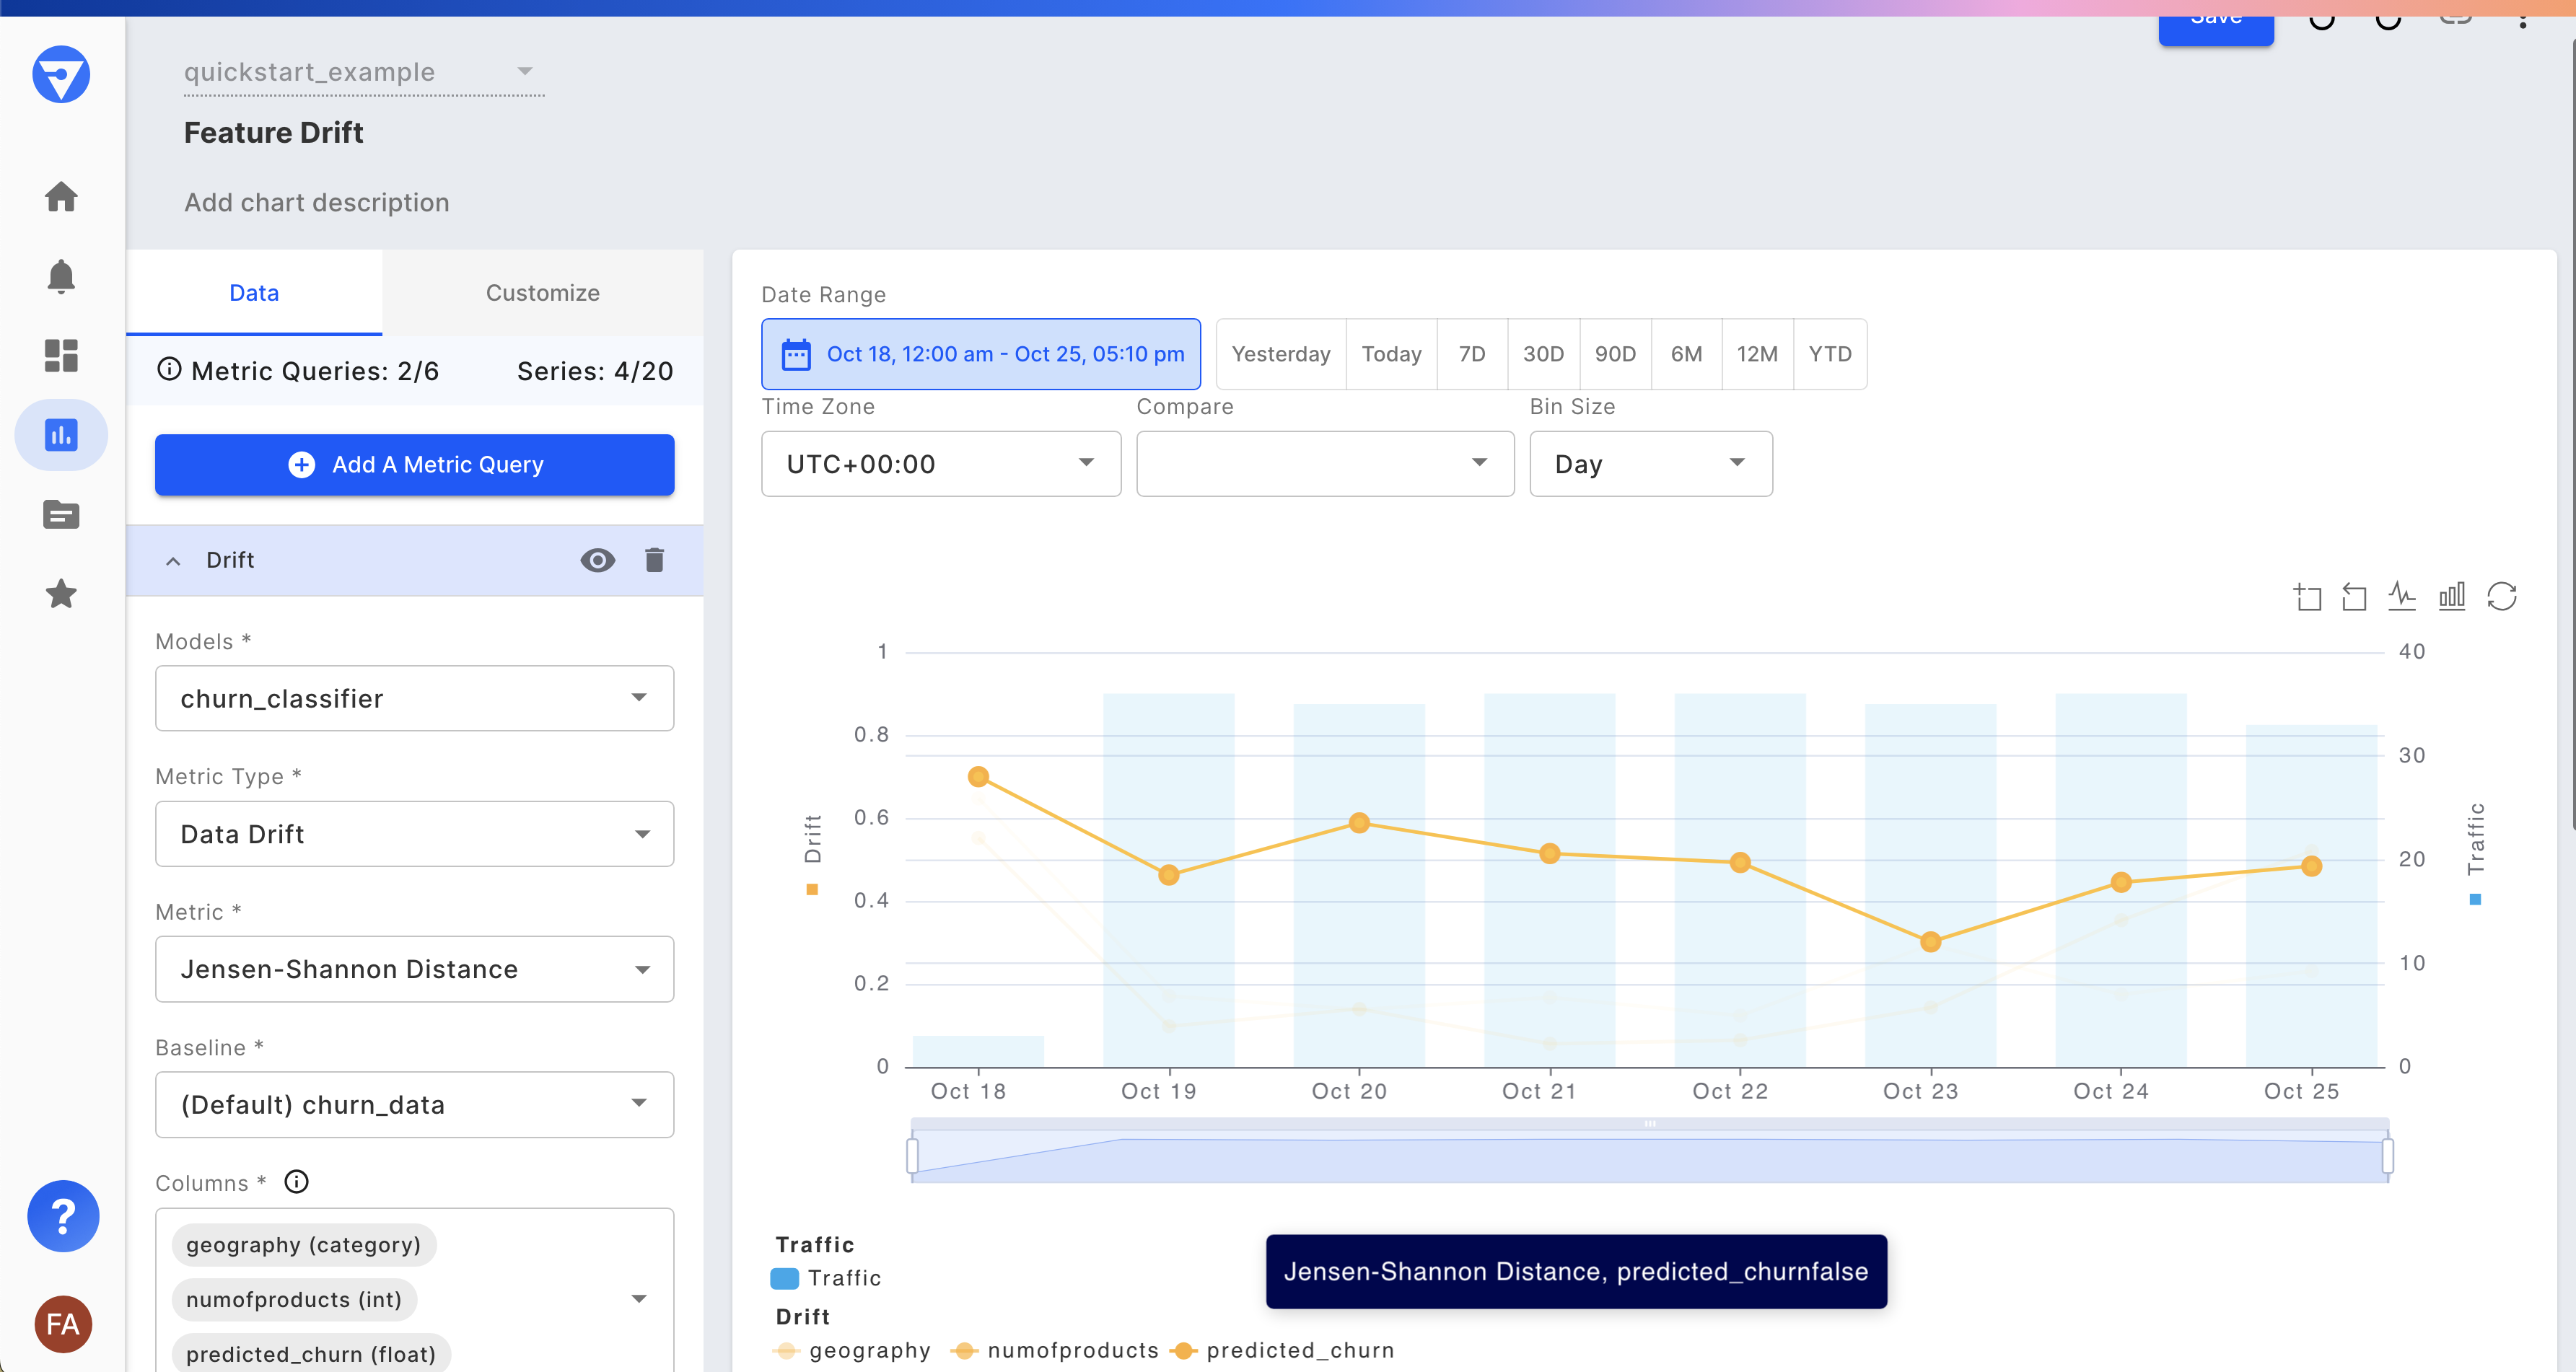 Save
quickstart_example
Feature Drift
Add chart description
Data
Customize
Metric Queries: 2/6
Series: 4/20
Add A Metric Query
Drift
Models *
churn_classifier
Metric Type *
Data Drift
Metric *
Jensen-Shannon Distance
Baseline *
(Default) churn_data
Columns *
geography (category)
numofproducts (int)
predicted_churn (float)
?
FA
Date Range
Oct 18, 12:00 am - Oct 25, 05:10 pm
Yesterday Today 7D 30D 90D 6M 12M YTD
Time Zone Compare Bin Size
UTC+00:00 Day
1
0.8
0.6
0.4
0.2
0
Drift
40
30
20
10
0
Traffic
Oct 18 Oct 19 Oct 20 Oct 21 Oct 22 Oct 23 Oct 24 Oct 25
Traffic
Traffic
Jensen-Shannon Distance, predicted_churnfalse
Drift
geography numofproducts predicted_churn